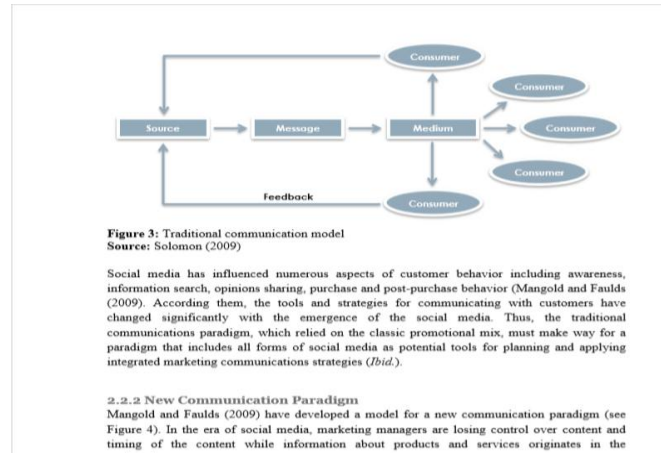 Consumer
Consumer
Source
Message
Medium
Consumer
Consumer
Feedback
Consumer
Figure 3: Traditional communication model
Source: Solomon (2009)
Social media has influenced numerous aspects of customer behavior including awareness,
information search, opinions sharing, purchase and post-purchase behavior (Mangold and Faulds
(2009). According them, the tools and strategies for communicating with customers have
changed significantly with the emergence of the social media. Thus, the traditional
communications paradigm, which relied on the classic promotional mix, must make way for a
paradigm that includes all forms of social media as potential tools for planning and applying
integrated marketing communications strategies (Ibid.).
2.2.2 New Communication Paradigm
Mangold and Faulds (2009) have developed a model for a new communication paradigm (see
Figure 4). In the era of social media, marketing managers are losing control over content and
timing of the content while information about products and services originates in the